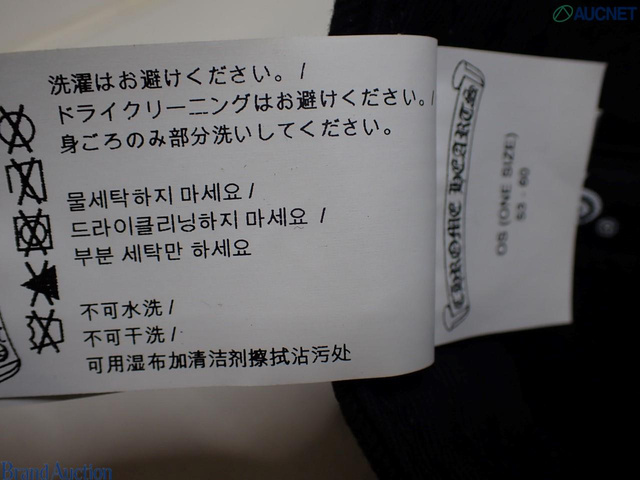 洗濯はお避けください。/
ドライクリーニングはお避けください。/
身ごろのみ部分洗いしてください。
물세탁하지 마세요 /
드라이클리닝하지 마세요 /
부분 세탁만 하세요
不可水洗 /
不可干洗 /
可用湿布加清洁剂擦拭沾污处
CHROME HEARTS
OS (ONE SIZE)
53 - 60
AUCNET
Brand Auction